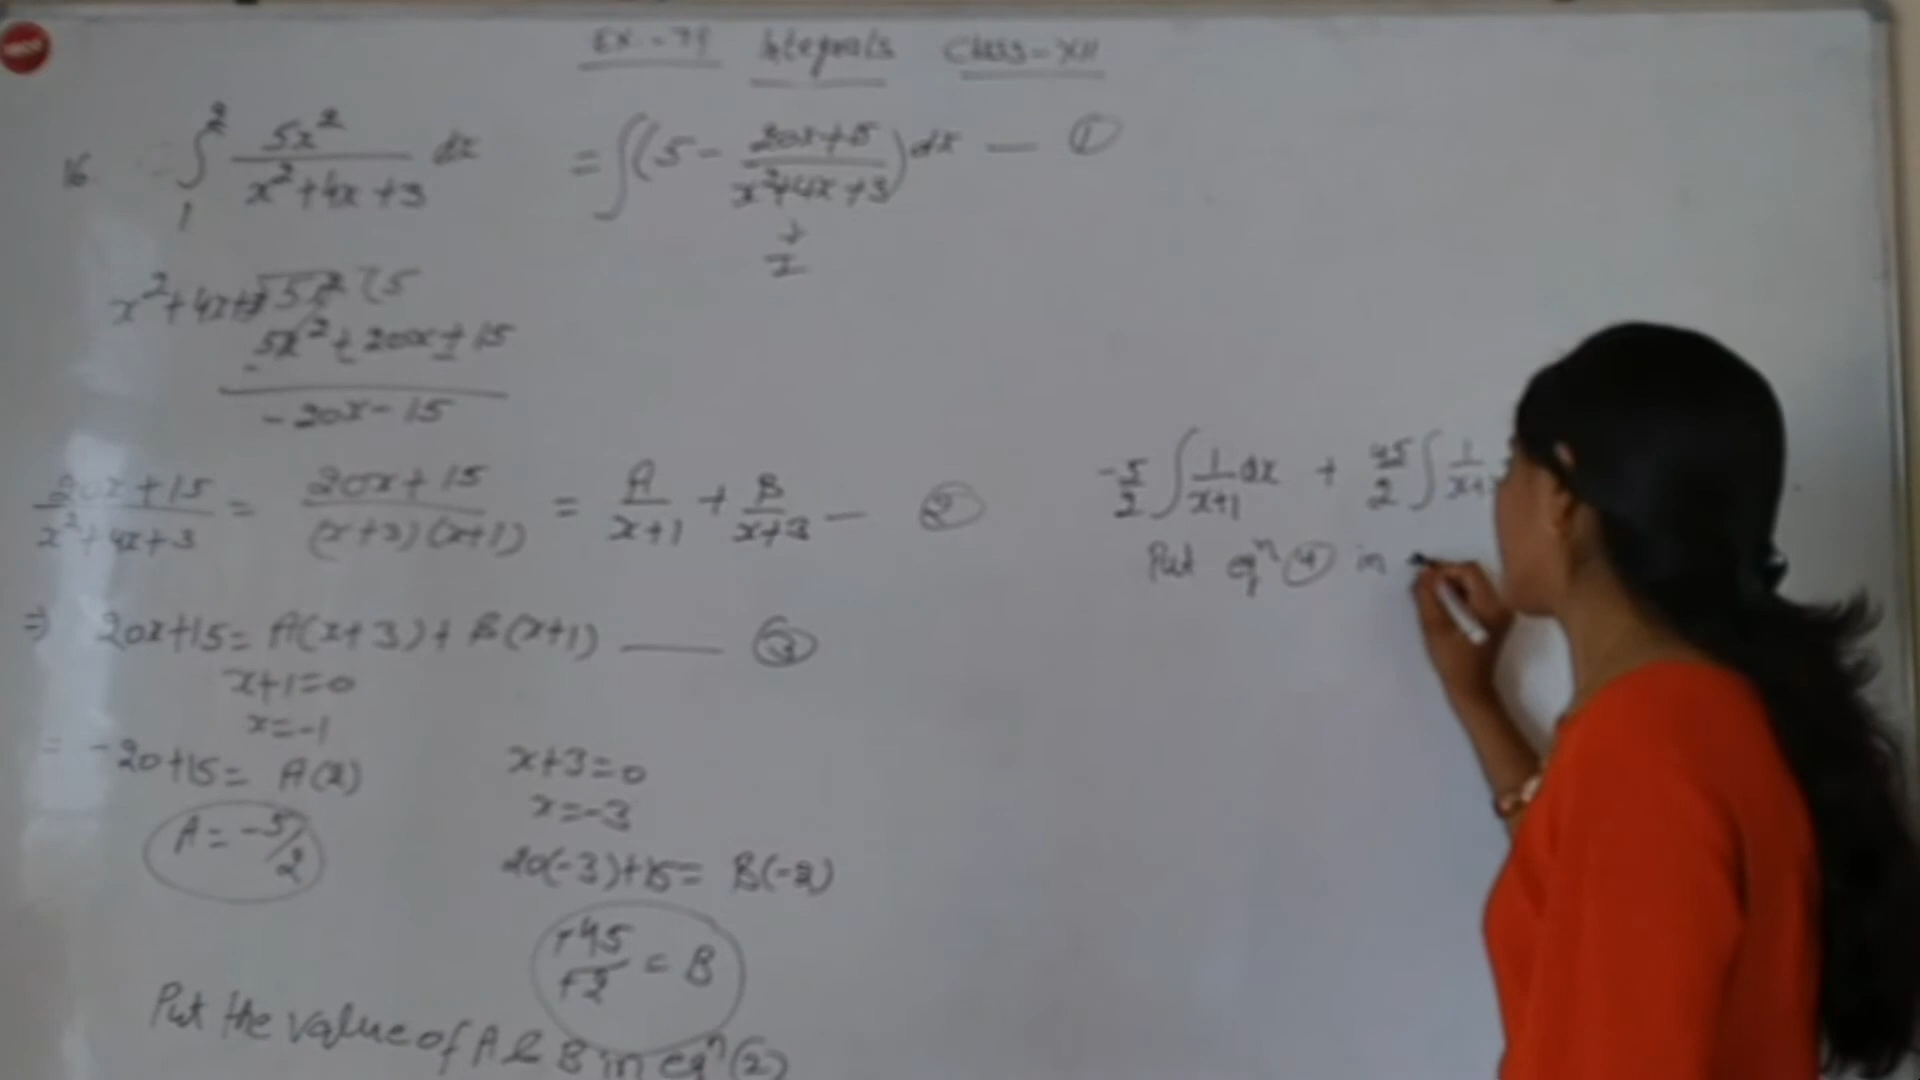 Ex. - 7.9 Integrals Class - XII
16 ∫₁² 5x²/(x²+4x+3) dx = ∫(5 - (20x+15)/(x²+4x+3)) dx — ①
↓
I
x²+4x+3 √5x² (5
5x² + 20x + 15
- 20x - 15
(20x+15)/(x²+4x+3) = (20x+15)/((x+3)(x+1)) = A/(x+1) + B/(x+3) — ②
⇒ 20x+15 = A(x+3) + B(x+1) — ③
x+1=0
x=-1
= -20+15 = A(2)
A = -5/2
x+3=0
x=-3
20(-3)+15 = B(-2)
+45/+2 = B
Put the value of A & B in eqⁿ (2)
-5/2 ∫ 1/(x+1) dx + 45/2 ∫ 1/(x+
Put eqⁿ ④ in